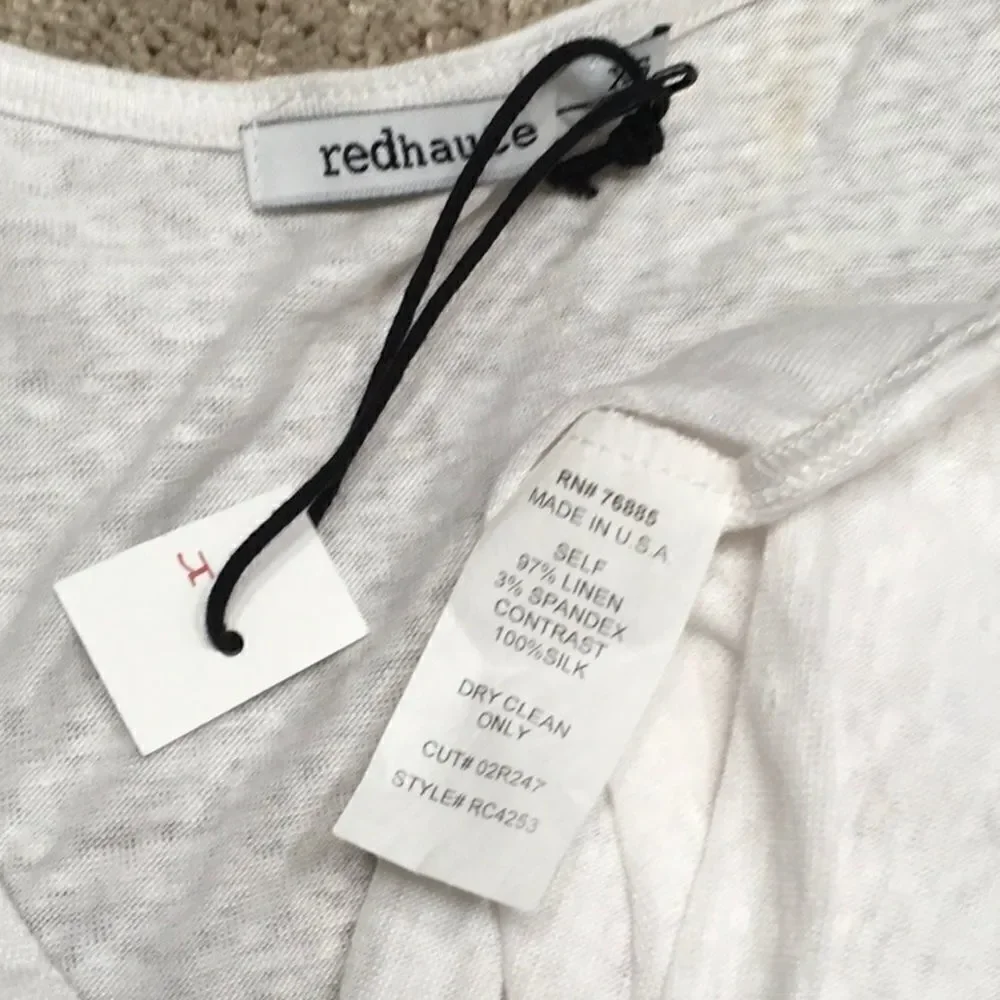 redhau e
RN# 76885
MADE IN U.S.A
SELF
97% LINEN
3% SPANDEX
CONTRAST
100%SILK
DRY CLEAN
ONLY
CUT# 02R247
STYLE# RC4253